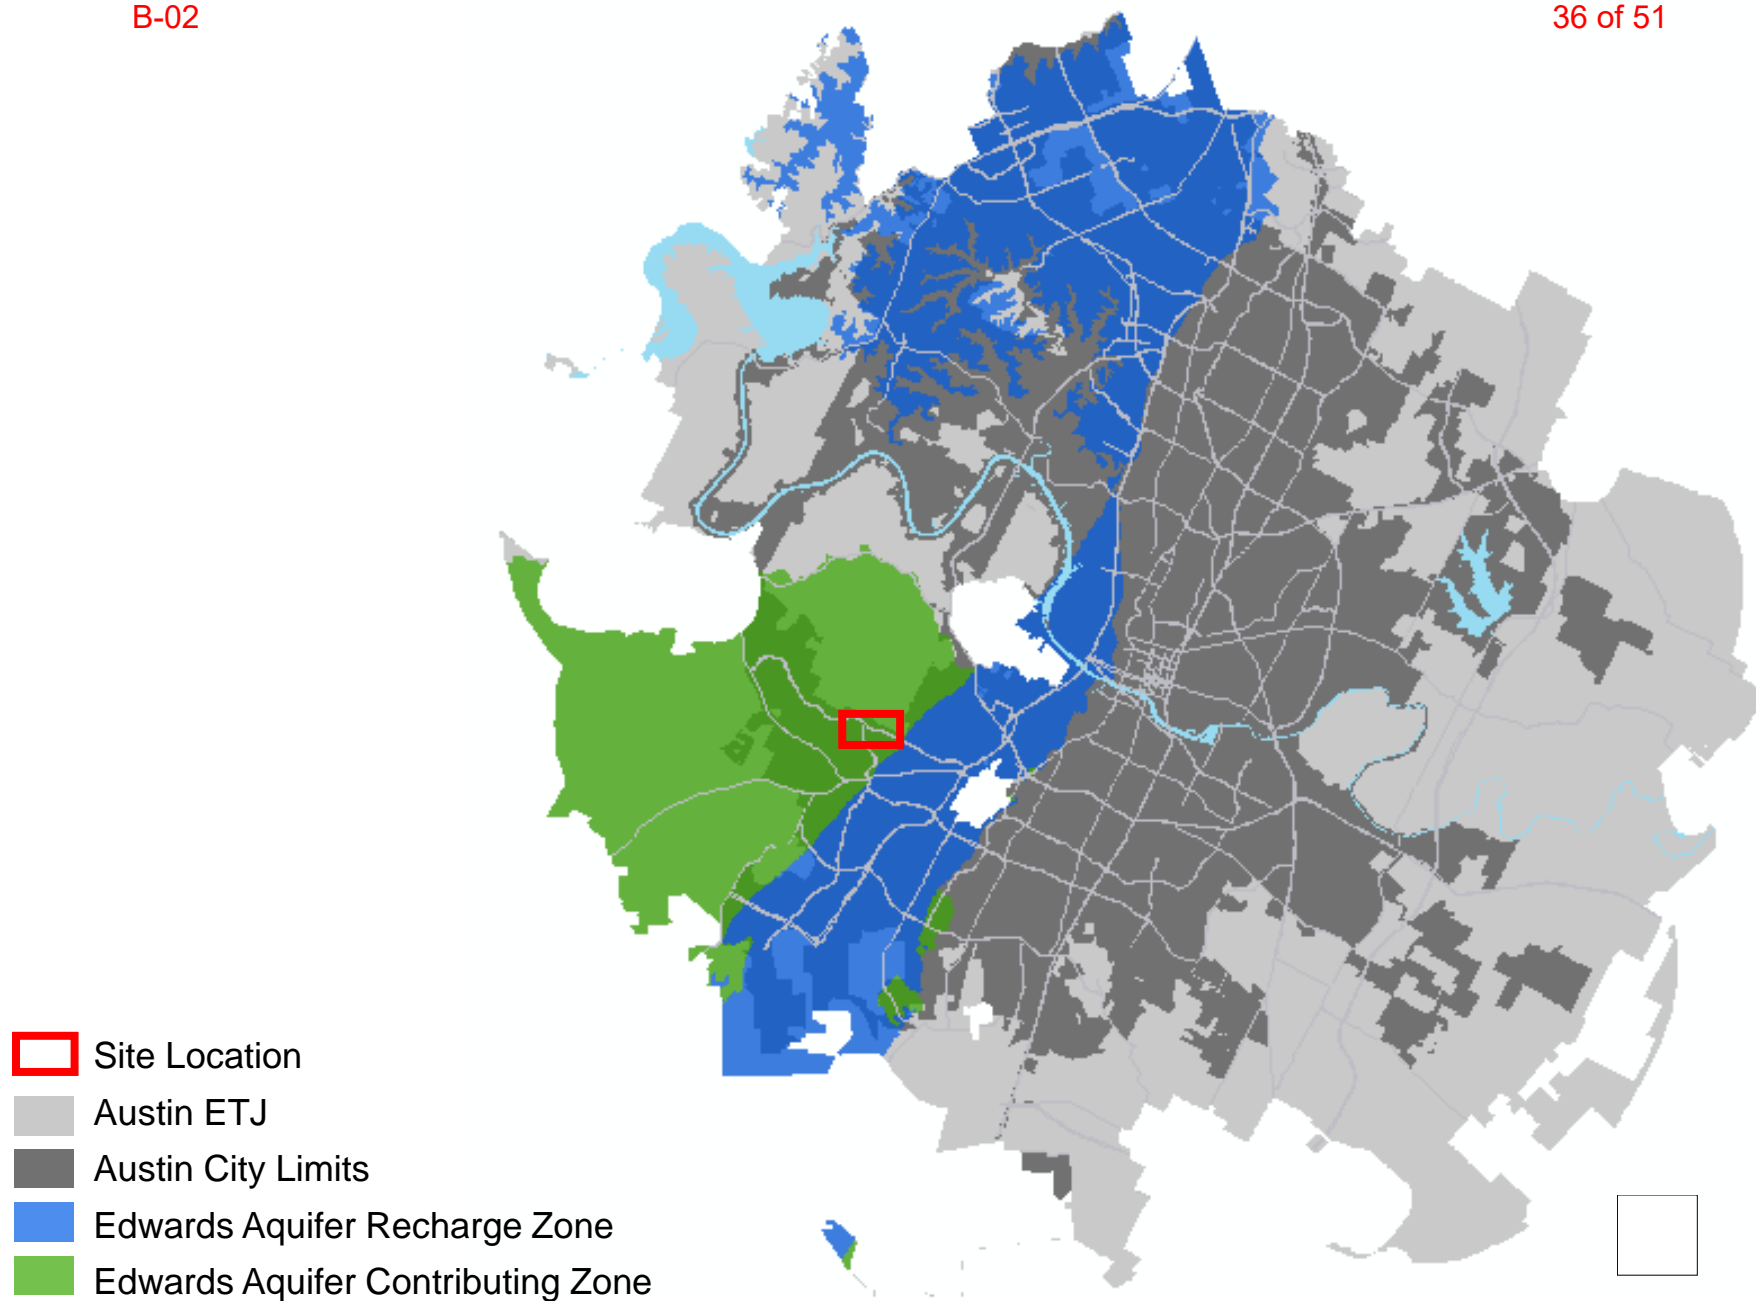 B-02
36 of 51
Site Location
Austin ETJ
Austin City Limits
Edwards Aquifer Recharge Zone
Edwards Aquifer Contributing Zone